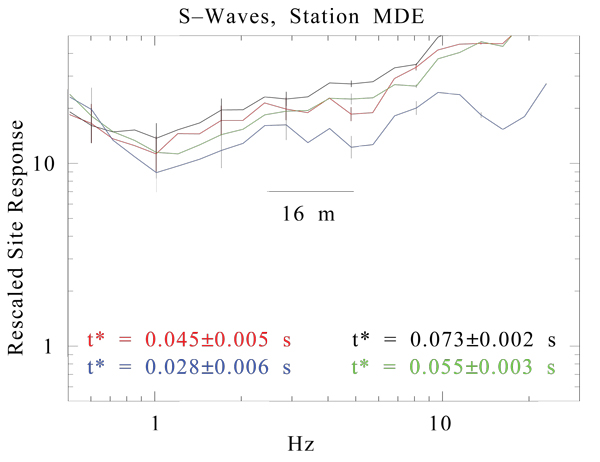 S–Waves, Station MDE
Rescaled Site Response
10
16 m
t* = 0.045±0.005 s
t* = 0.073±0.002 s
1
t* = 0.028±0.006 s
t* = 0.055±0.003 s
1
10
Hz